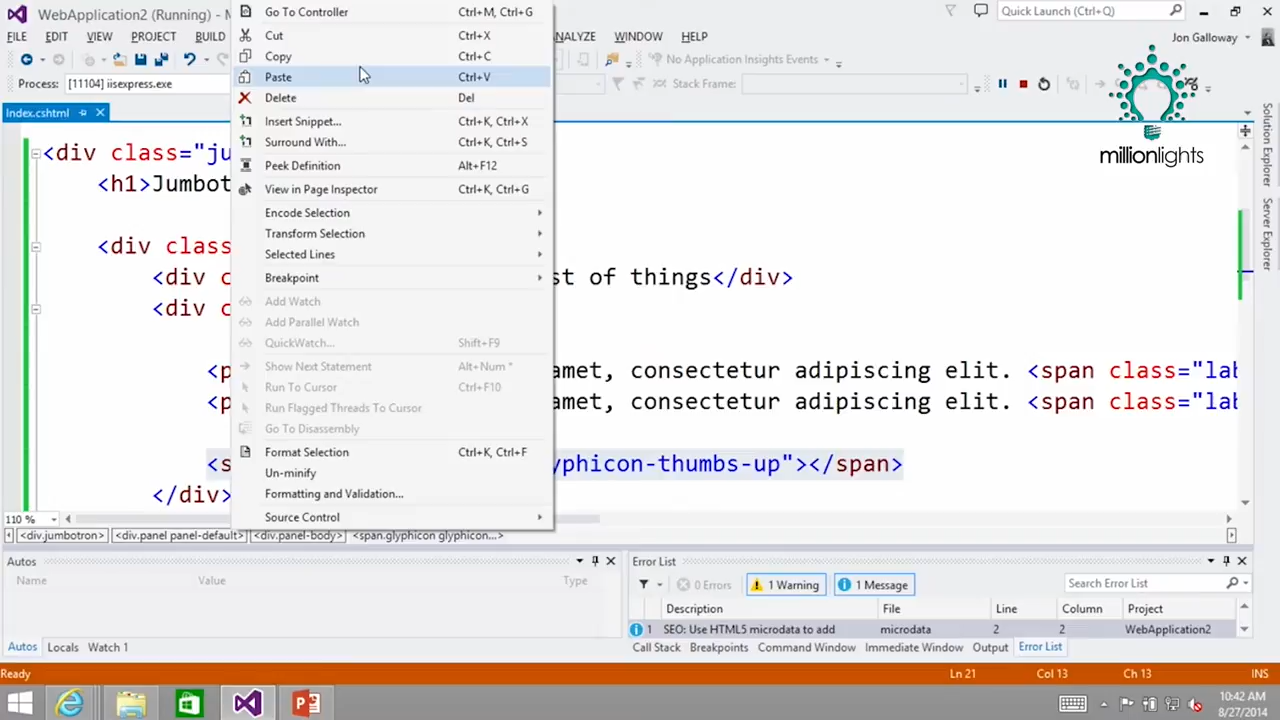 WebApplication2 (Running) -
Quick Launch (Ctrl+Q)
FILE EDIT VIEW PROJECT BUILD ANALYZE WINDOW HELP
Jon Galloway
No Application Insights Events
Process: [11104] iisexpress.exe
Stack Frame:
Index.cshtml
millionlights
Solution Explorer
Server Explorer
Go To Controller Ctrl+M, Ctrl+G
Cut Ctrl+X
Copy Ctrl+C
Paste Ctrl+V
Delete Del
Insert Snippet... Ctrl+K, Ctrl+X
Surround With... Ctrl+K, Ctrl+S
Peek Definition Alt+F12
View in Page Inspector Ctrl+K, Ctrl+G
Encode Selection
Transform Selection
Selected Lines
Breakpoint
Add Watch
Add Parallel Watch
QuickWatch... Shift+F9
Show Next Statement Alt+Num *
Run To Cursor Ctrl+F10
Run Flagged Threads To Cursor
Go To Disassembly
Format Selection Ctrl+K, Ctrl+F
Un-minify
Formatting and Validation...
Source Control
<div class="ju
<h1>Jumbot
<div class
<div c st of things</div>
<div c
<p amet, consectetur adipiscing elit. <span class="lab
<p amet, consectetur adipiscing elit. <span class="lab
<s yphicon-thumbs-up"></span>
</div>
110 %
<div.jumbotron> <div.panel panel-default> <div.panel-body> <span.glyphicon glyphicon...>
Autos
Name Value Type
Autos Locals Watch 1
Error List
0 Errors 1 Warning 1 Message Search Error List
Description File Line Column Project
1 SEO: Use HTML5 microdata to add microdata 2 2 WebApplication2
Call Stack Breakpoints Command Window Immediate Window Output Error List
Ready Ln 21 Col 13 Ch 13 INS
10:42 AM
8/27/2014